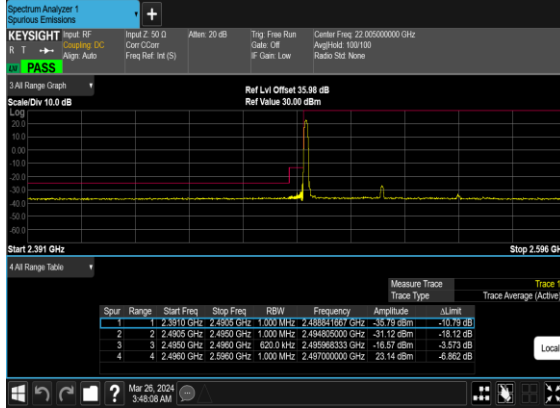 Spectrum Analyzer 1
Spurious Emissions
+
KEYSIGHT Input: RF Input Z: 50 Ω Atten: 20 dB Trig: Free Run Center Freq: 22.005000000 GHz
R T Coupling: DC Corr CCorr Gate: Off Avg|Hold: 100/100
Align: Auto Freq Ref: Int (S) IF Gain: Low Radio Std: None
PASS
3 All Range Graph
Ref Lvl Offset 35.98 dB
Scale/Div 10.0 dB Ref Value 30.00 dBm
Log
20.0
10.0
0.00
-10.0
-20.0
-30.0
-40.0
-50.0
-60.0
Start 2.391 GHz Stop 2.596 GH
4 All Range Table
Measure Trace Trace 1
Trace Type Trace Average (Active)
Spur Range Start Freq Stop Freq RBW Frequency Amplitude ΔLimit
1 1 2.3910 GHz 2.4905 GHz 1.000 MHz 2.488841667 GHz -35.79 dBm -10.79 dB
2 2 2.4905 GHz 2.4950 GHz 1.000 MHz 2.494805000 GHz -31.12 dBm -18.12 dB
3 3 2.4950 GHz 2.4960 GHz 620.0 kHz 2.495968333 GHz -16.57 dBm -3.573 dB
4 4 2.4960 GHz 2.5960 GHz 1.000 MHz 2.497000000 GHz 23.14 dBm -6.862 dB
Local
? Mar 26, 2024
3:48:08 AM